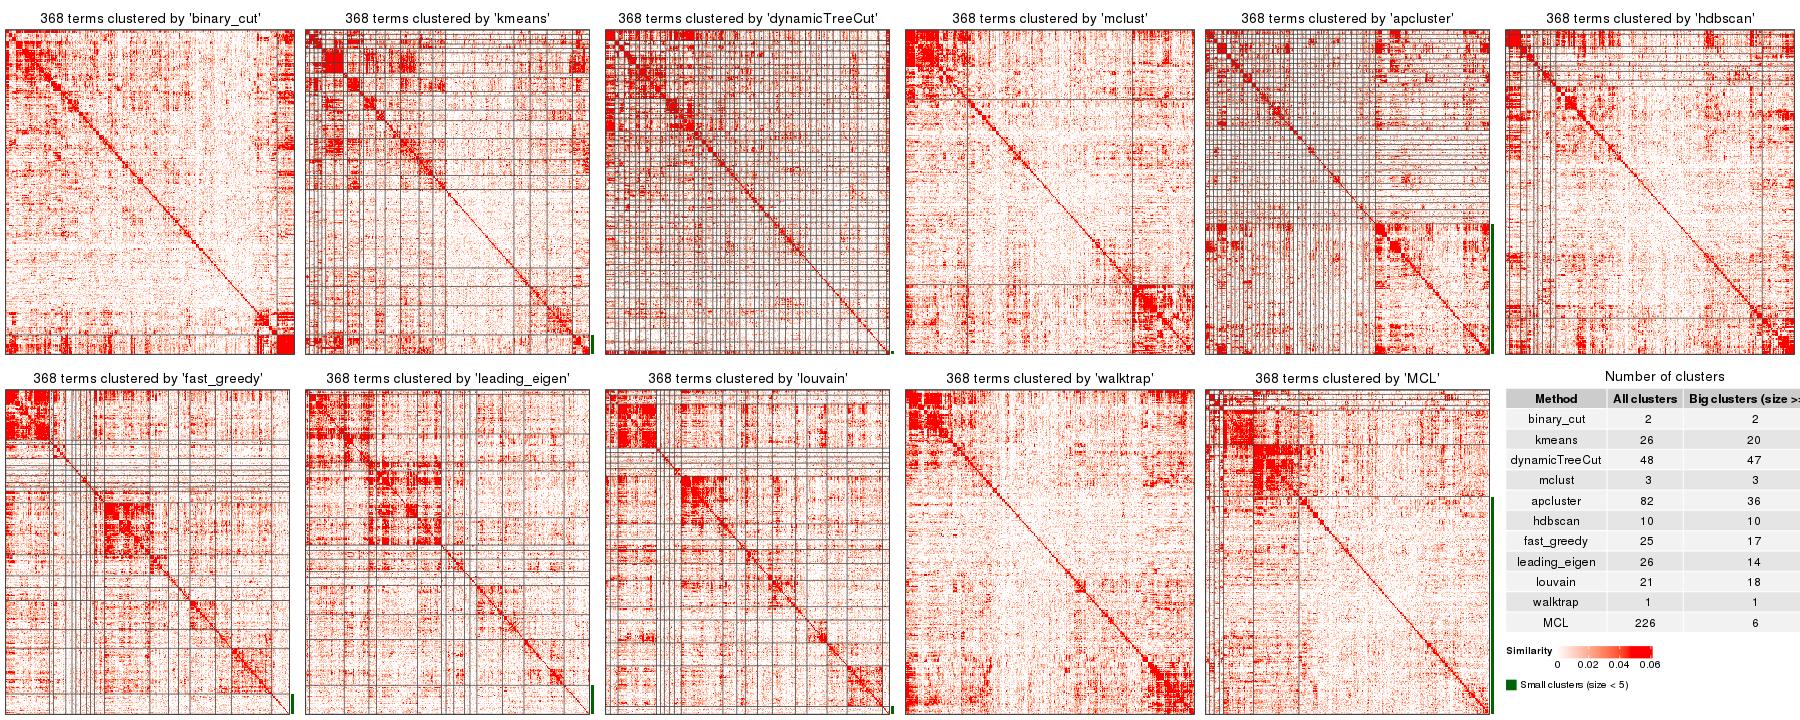 368 terms clustered by 'binary_cut'
368 terms clustered by 'kmeans'
368 terms clustered by 'dynamicTreeCut'
368 terms clustered by 'mclust'
368 terms clustered by 'apcluster'
368 terms clustered by 'hdbscan'
368 terms clustered by 'fast_greedy'
368 terms clustered by 'leading_eigen'
368 terms clustered by 'louvain'
368 terms clustered by 'walktrap'
368 terms clustered by 'MCL'
Number of clusters
Method All clusters Big clusters (size >=
binary_cut 2 2
kmeans 26 20
dynamicTreeCut 48 47
mclust 3 3
apcluster 82 36
hdbscan 10 10
fast_greedy 25 17
leading_eigen 26 14
louvain 21 18
walktrap 1 1
MCL 226 6
Similarity
0 0.02 0.04 0.06
Small clusters (size < 5)